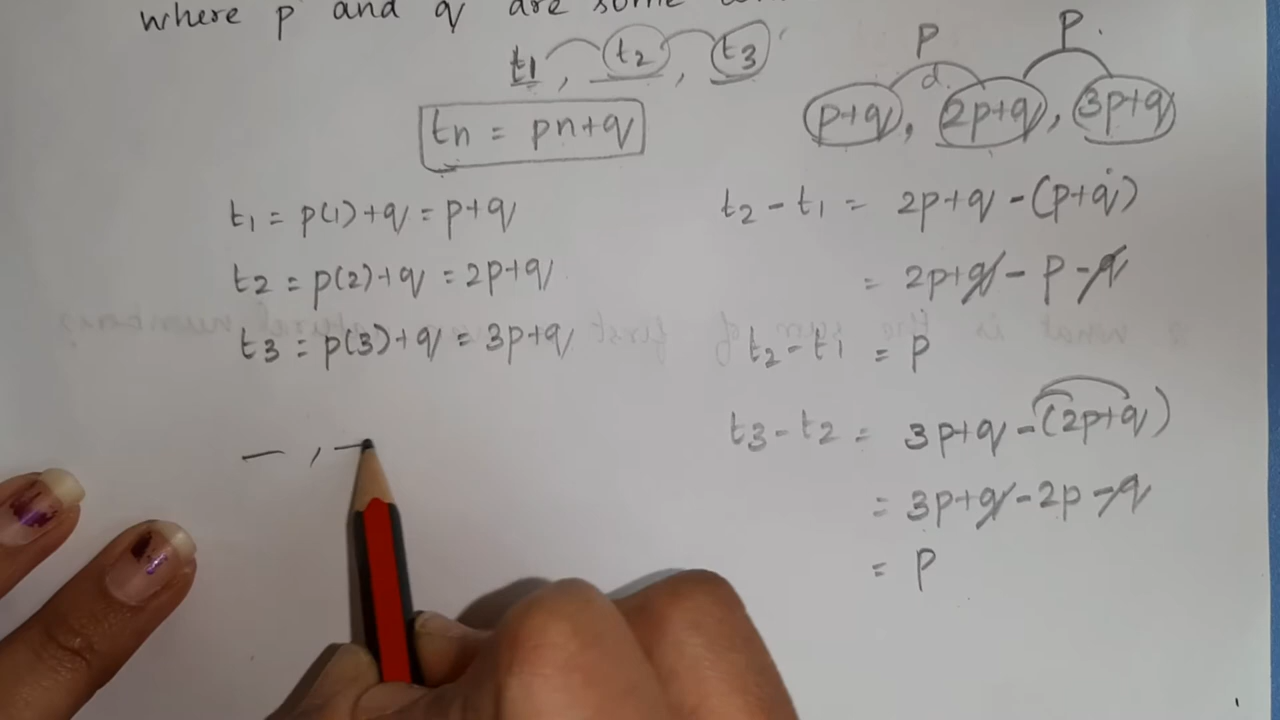 where p and q are some
t1, t2, t3
P P.
d.
p+q, 2p+q, 3p+q
tn = pn+q
t1 = p(1)+q = p+q
t2 = p(2)+q = 2p+q
t3 = p(3)+q = 3p+q
— , —
t2 - t1 = 2p+q - (p+q)
= 2p+q - p - q
t2 - t1 = p
t3 - t2 = 3p+q - (2p+q)
= 3p+q - 2p - q
= p